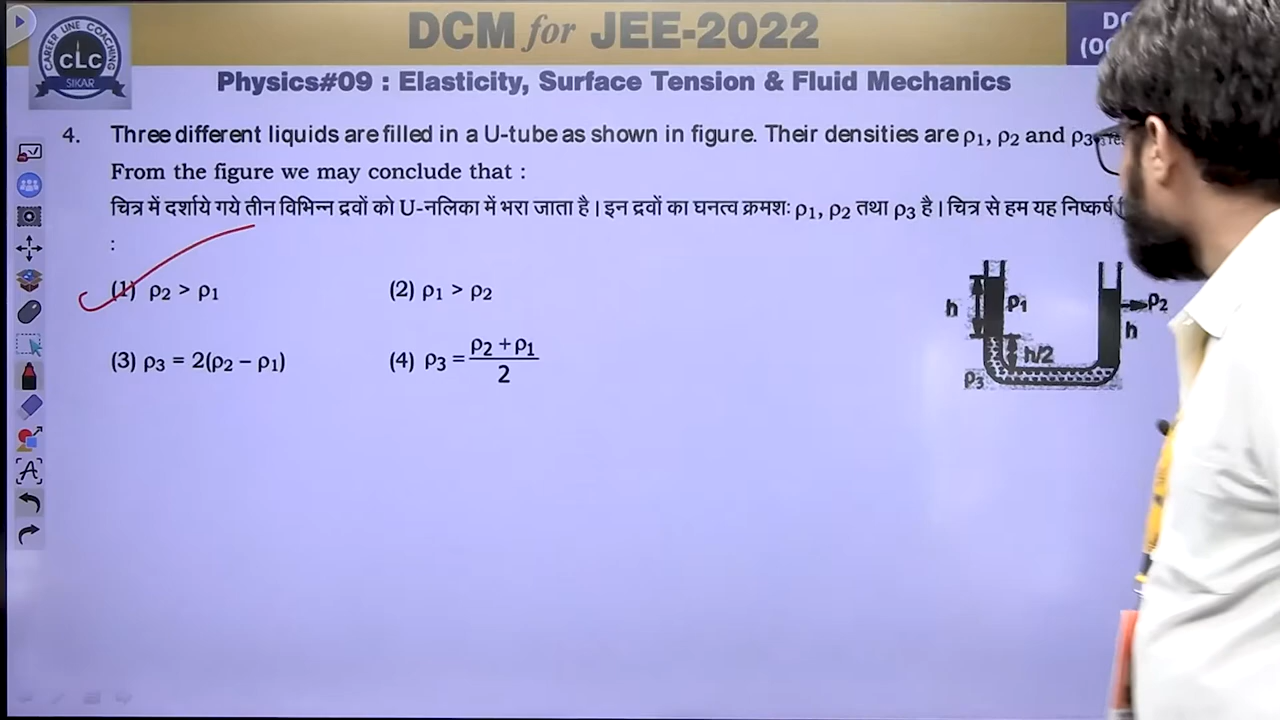 DCM for JEE-2022
DC
CAREER LINE COACHING
CLC
SIKAR
Physics#09 : Elasticity, Surface Tension & Fluid Mechanics
4. Three different liquids are filled in a U-tube as shown in figure. Their densities are ρ1, ρ2 and ρ3
From the figure we may conclude that :
चित्र में दर्शाये गये तीन विभिन्न द्रवों को U-नलिका में भरा जाता है। इन द्रवों का घनत्व क्रमशः ρ1, ρ2 तथा ρ3 है। चित्र से हम यह निष्कर्ष
:
(1) ρ2 > ρ1
(2) ρ1 > ρ2
(3) ρ3 = 2(ρ2 – ρ1)
(4) ρ3 = ρ2 + ρ1
2
h
ρ1
ρ2
h
h/2
ρ3
A